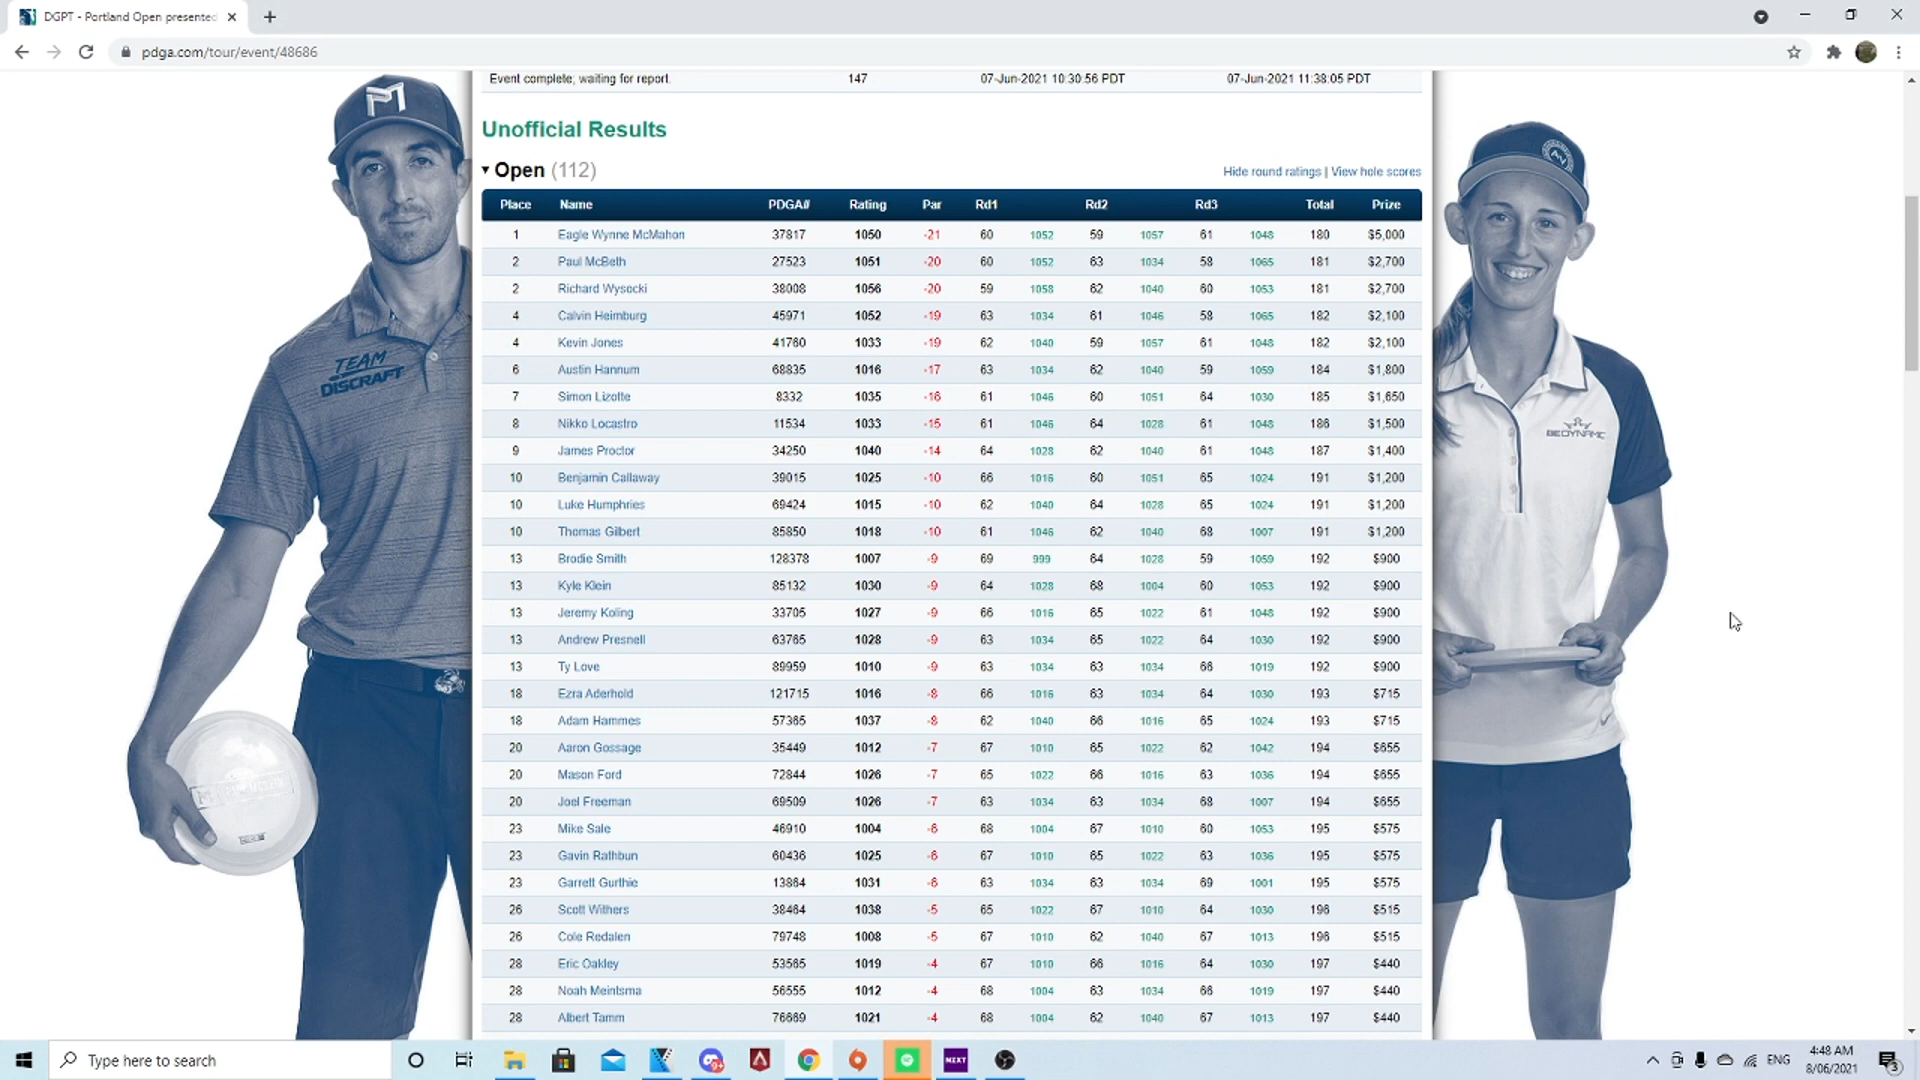 DGPT - Portland Open presented
pdga.com/tour/event/48686
Event complete; waiting for report. 147 07-Jun-2021 10:30:56 PDT 07-Jun-2021 11:38:05 PDT
Unofficial Results
Open (112)
Hide round ratings | View hole scores
Place Name PDGA# Rating Par Rd1 Rd2 Rd3 Total Prize
1 Eagle Wynne McMahon 37817 1050 -21 60 1052 59 1057 61 1048 180 $5,000
2 Paul McBeth 27523 1051 -20 60 1052 63 1034 58 1065 181 $2,700
2 Richard Wysocki 38008 1056 -20 59 1058 62 1040 60 1053 181 $2,700
4 Calvin Heimburg 45971 1052 -19 63 1034 61 1046 58 1065 182 $2,100
4 Kevin Jones 41760 1033 -19 62 1040 59 1057 61 1048 182 $2,100
6 Austin Hannum 68835 1016 -17 63 1034 62 1040 59 1059 184 $1,800
7 Simon Lizotte 8332 1035 -16 61 1046 60 1051 64 1030 185 $1,650
8 Nikko Locastro 11534 1033 -15 61 1046 64 1028 61 1048 186 $1,500
9 James Proctor 34250 1040 -14 64 1028 62 1040 61 1048 187 $1,400
10 Benjamin Callaway 39015 1025 -10 66 1016 60 1051 65 1024 191 $1,200
10 Luke Humphries 69424 1015 -10 62 1040 64 1028 65 1024 191 $1,200
10 Thomas Gilbert 85850 1018 -10 61 1046 62 1040 68 1007 191 $1,200
13 Brodie Smith 128378 1007 -9 69 999 64 1028 59 1059 192 $900
13 Kyle Klein 85132 1030 -9 64 1028 68 1004 60 1053 192 $900
13 Jeremy Koling 33705 1027 -9 66 1016 65 1022 61 1048 192 $900
13 Andrew Presnell 63765 1028 -9 63 1034 65 1022 64 1030 192 $900
13 Ty Love 89959 1010 -9 63 1034 63 1034 66 1019 192 $900
18 Ezra Aderhold 121715 1016 -8 66 1016 63 1034 64 1030 193 $715
18 Adam Hammes 57365 1037 -8 62 1040 66 1016 65 1024 193 $715
20 Aaron Gossage 35449 1012 -7 67 1010 65 1022 62 1042 194 $655
20 Mason Ford 72844 1026 -7 65 1022 66 1016 63 1036 194 $655
20 Joel Freeman 69509 1026 -7 63 1034 63 1034 68 1007 194 $655
23 Mike Sale 46910 1004 -6 68 1004 67 1010 60 1053 195 $575
23 Gavin Rathbun 60436 1025 -6 67 1010 65 1022 63 1036 195 $575
23 Garrett Gurthie 13864 1031 -6 63 1034 63 1034 69 1001 195 $575
26 Scott Withers 38464 1038 -5 65 1022 67 1010 64 1030 196 $515
26 Cole Redalen 79748 1008 -5 67 1010 62 1040 67 1013 196 $515
28 Eric Oakley 53565 1019 -4 67 1010 66 1016 64 1030 197 $440
28 Noah Meintsma 56555 1012 -4 68 1004 63 1034 66 1019 197 $440
28 Albert Tamm 76669 1021 -4 68 1004 62 1040 67 1013 197 $440
TEAM
DISCRAFT
Type here to search
NEXT
ENG
4:48 AM
8/06/2021
3